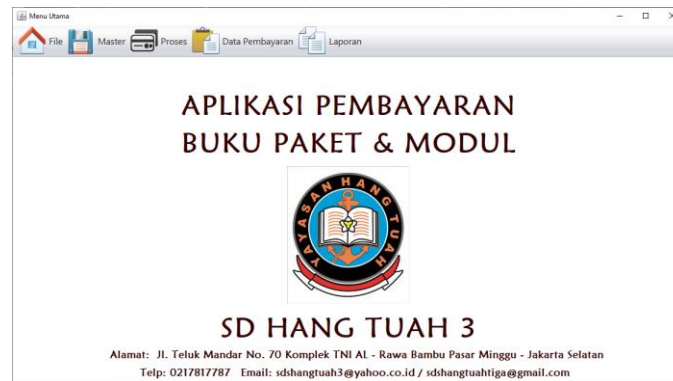 Menu Utama
File Master Proses Data Pembayaran Laporan
APLIKASI PEMBAYARAN
BUKU PAKET & MODUL
YAYASAN HANG TUAH
SD HANG TUAH 3
Alamat: Jl. Teluk Mandar No. 70 Komplek TNI AL - Rawa Bambu Pasar Minggu - Jakarta Selatan
Telp: 0217817787 Email: sdshangtuah3@yahoo.co.id / sdshangtuahtiga@gmail.com